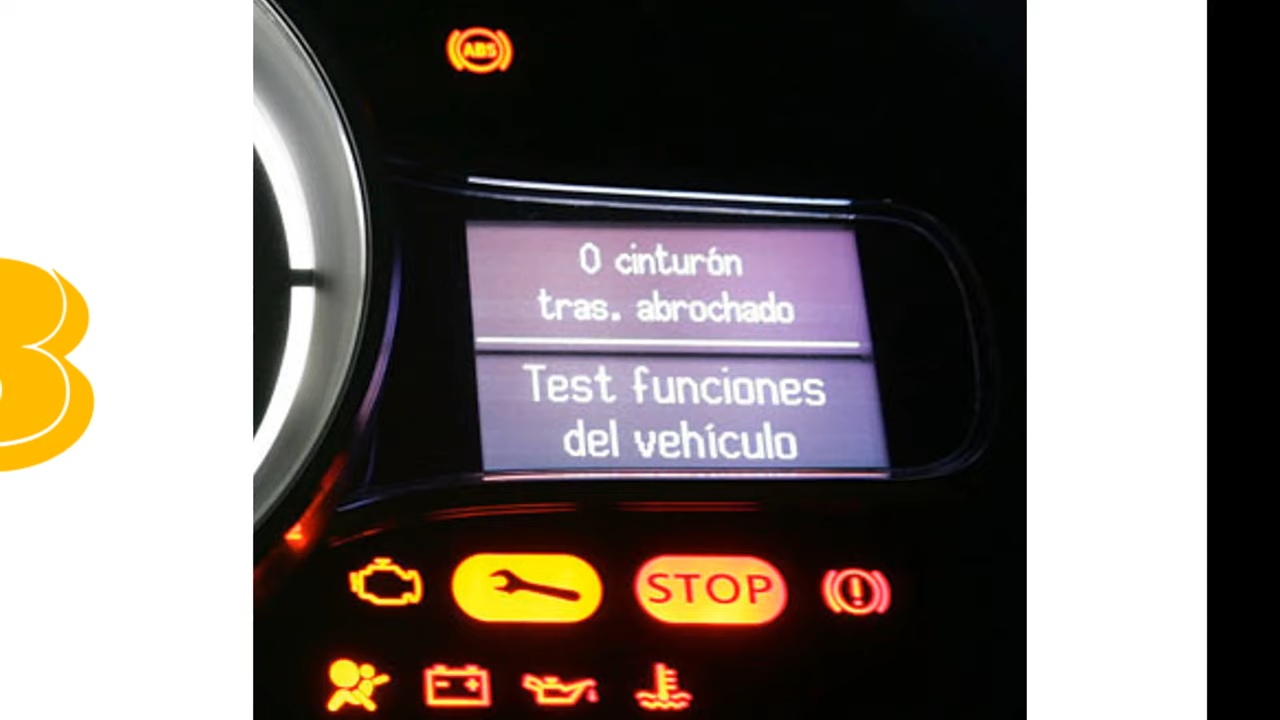 ABS
0 cinturón
tras. abrochado
Test funciones
del vehículo
STOP